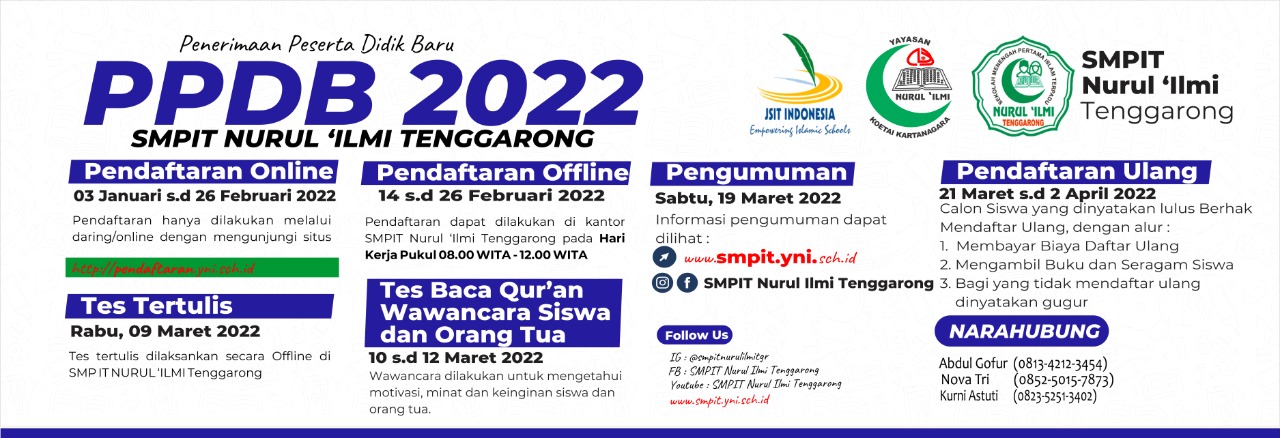 Penerimaan Peserta Didik Baru
PPDB 2022
SMPIT NURUL ‘ILMI TENGGARONG
JSIT INDONESIA
Empowering Islamic Schools
YAYASAN
NURUL 'ILMI
KOETAI KARTANAGARA
SEKOLAH MENENGAH PERTAMA ISLAM TERPADU
NURUL 'ILMI
TENGGARONG
SMPIT
Nurul ‘Ilmi
Tenggarong
Pendaftaran Online
03 Januari s.d 26 Februari 2022
Pendaftaran hanya dilakukan melalui
daring/online dengan mengunjungi situs
http://pendaftaran.yni.sch.id
Tes Tertulis
Rabu, 09 Maret 2022
Tes tertulis dilaksankan secara Offline di
SMP IT NURUL ‘ILMI Tenggarong
Pendaftaran Offline
14 s.d 26 Februari 2022
Pendaftaran dapat dilakukan di kantor
SMPIT Nurul ‘Ilmi Tenggarong pada Hari
Kerja Pukul 08.00 WITA - 12.00 WITA
Tes Baca Qur’an
Wawancara Siswa
dan Orang Tua
10 s.d 12 Maret 2022
Wawancara dilakukan untuk mengetahui
motivasi, minat dan keinginan siswa dan
orang tua.
Pengumuman
Sabtu, 19 Maret 2022
Informasi pengumuman dapat
dilihat :
www.smpit.yni.sch.id
SMPIT Nurul Ilmi Tenggarong
Follow Us
IG : @smpitnurulilmitgr
FB : SMPIT Nurul Ilmi Tenggarong
Youtube : SMPIT Nurul Ilmi Tenggarong
www.smpit.yni.sch.id
Pendaftaran Ulang
21 Maret s.d 2 April 2022
Calon Siswa yang dinyatakan lulus Berhak
Mendaftar Ulang, dengan alur :
1. Membayar Biaya Daftar Ulang
2. Mengambil Buku dan Seragam Siswa
3. Bagi yang tidak mendaftar ulang
dinyatakan gugur
NARAHUBUNG
Abdul Gofur (0813-4212-3454)
Nova Tri (0852-5015-7873)
Kurni Astuti (0823-5251-3402)